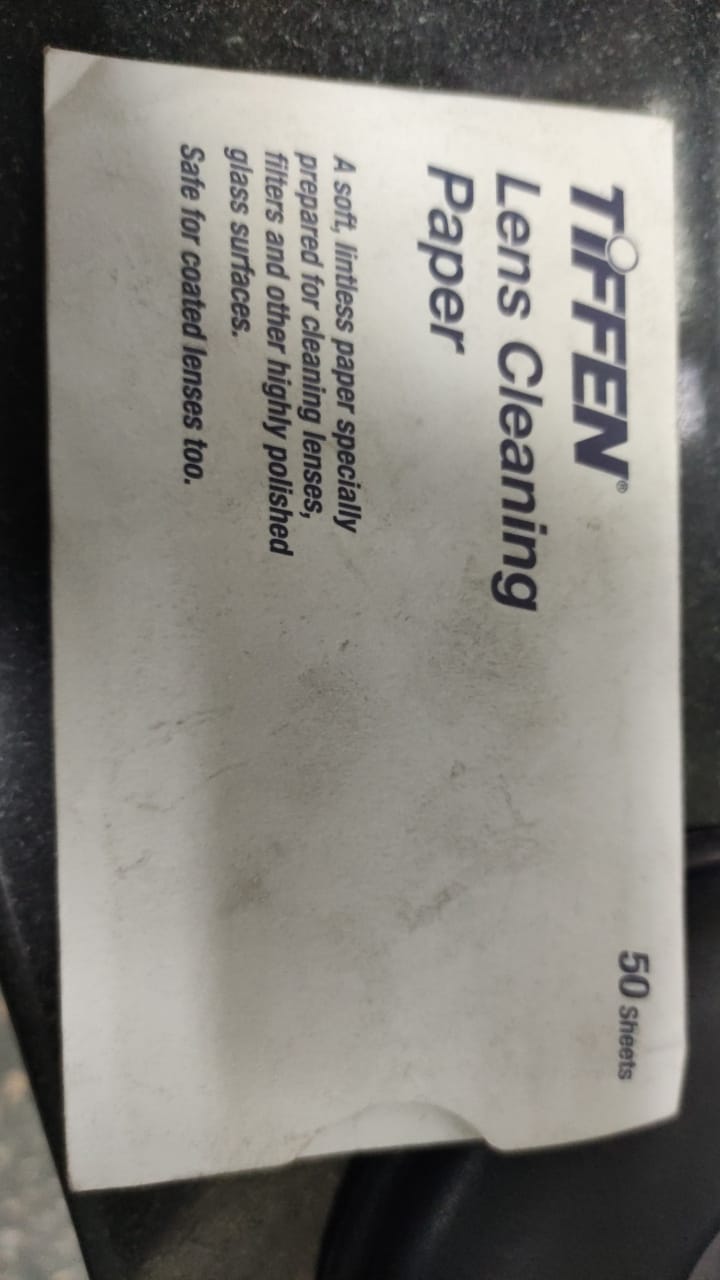 TIFFEN®
50 Sheets
Lens Cleaning
Paper
A soft, lintless paper specially
prepared for cleaning lenses,
filters and other highly polished
glass surfaces.
Safe for coated lenses too.